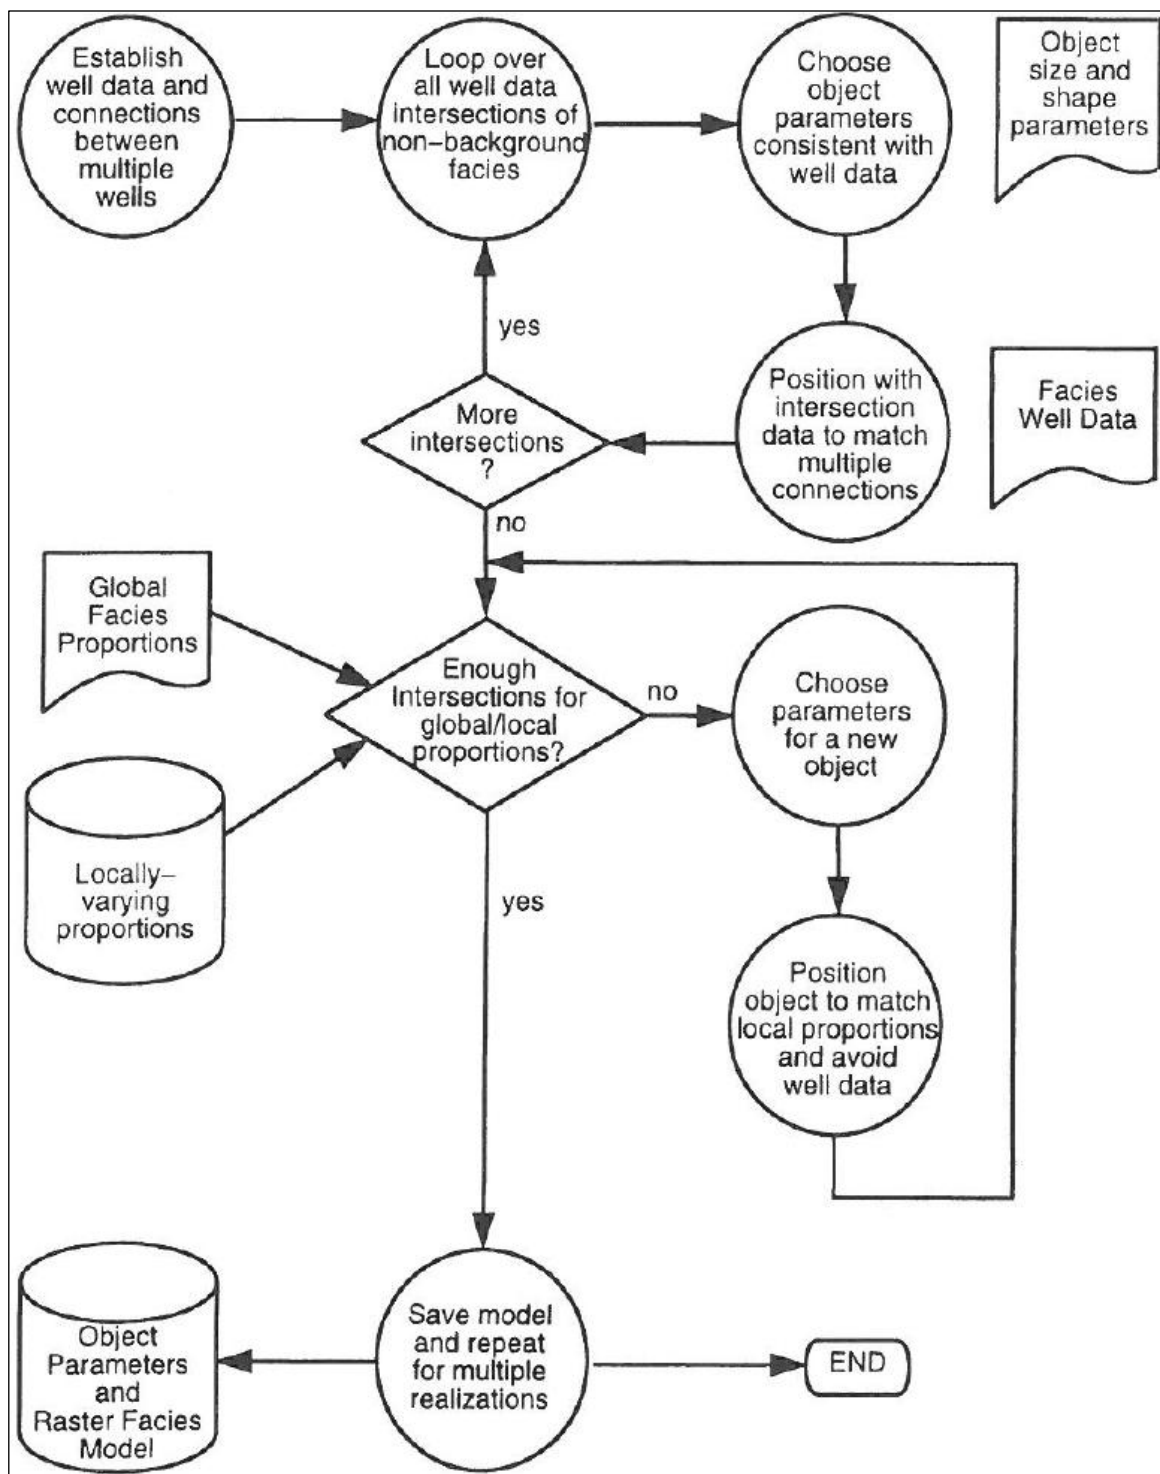 Establish
well data and
connections
between
multiple
wells
Loop over
all well data
intersections of
non-background
facies
Choose
object
parameters
consistent with
well data
Object
size and
shape
parameters
yes
More
intersections
?
Position with
intersection
data to match
multiple
connections
Facies
Well Data
no
Global
Facies
Proportions
Enough
Intersections for
global/local
proportions?
no
Choose
parameters
for a new
object
Locally-
varying
proportions
yes
Position
object to match
local proportions
and avoid
well data
Object
Parameters
and
Raster Facies
Model
Save model
and repeat
for multiple
realizations
END